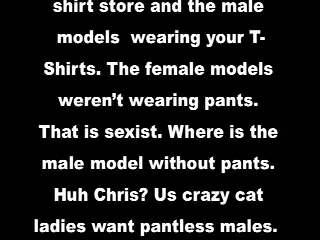 shirt store and the male
models wearing your T-
Shirts. The female models
weren’t wearing pants.
That is sexist. Where is the
male model without pants.
Huh Chris? Us crazy cat
ladies want pantless males.